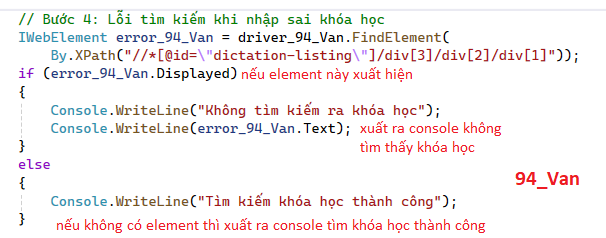 // Bước 4: Lỗi tìm kiếm khi nhập sai khóa học
IWebElement error_94_Van = driver_94_Van.FindElement(
By.XPath("//*[@id=\"dictation-listing\"]/div[3]/div[2]/div[1]"));
if (error_94_Van.Displayed) nếu element này xuất hiện
{
Console.WriteLine("Không tìm kiếm ra khóa học");
Console.WriteLine(error_94_Van.Text); xuất ra console không
} tìm thấy khóa học
else
94_Van
{
Console.WriteLine("Tìm kiếm khóa học thành công");
} nếu không có element thì xuất ra console tìm khóa học thành công